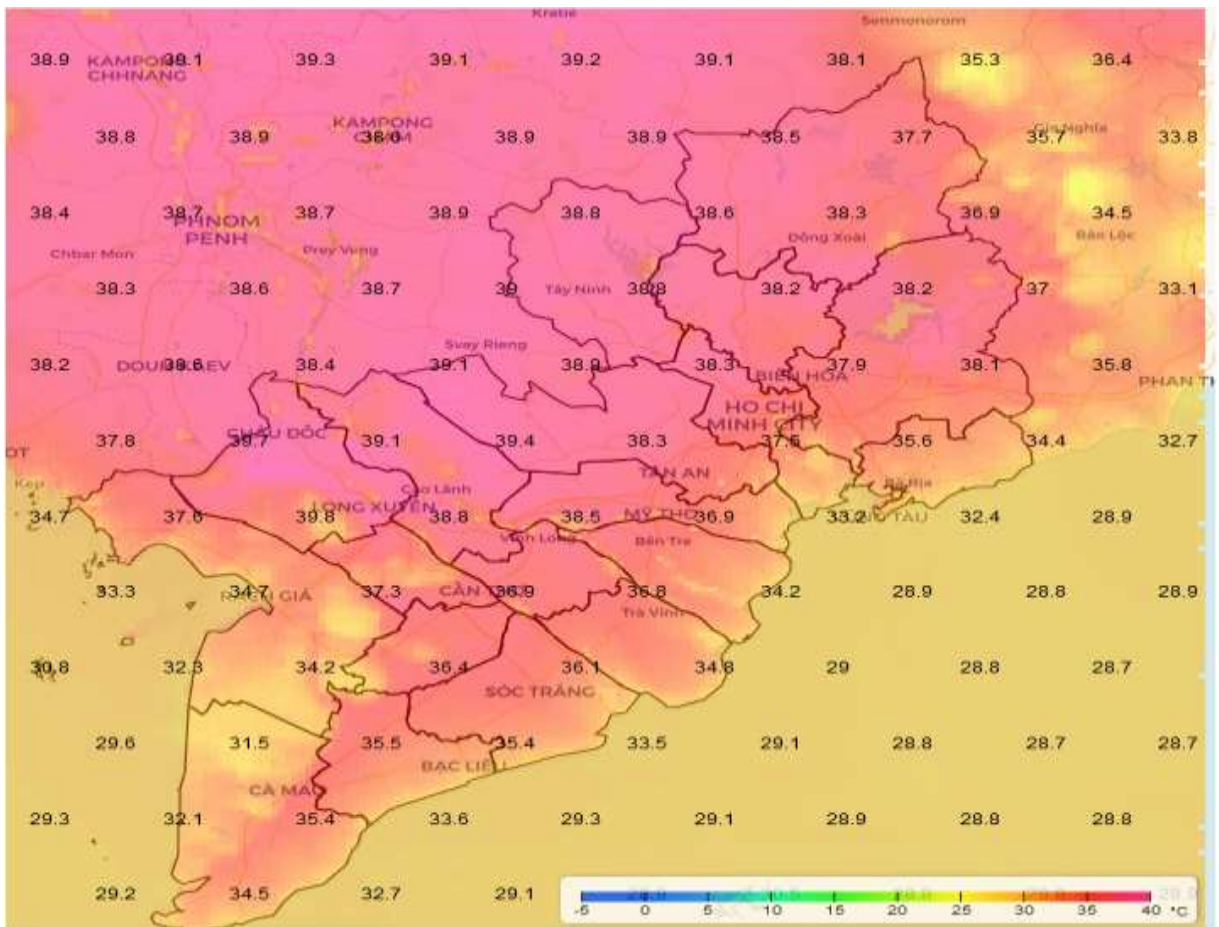 Kratie
Senmonorom
38.9 KAMPONG 38.1 39.3 39.1 39.2 39.1 38.1 35.3 36.4
CHHNANG
KAMPONG
CHAM
Gia Nghĩa
38.8 38.9 38.6 38.9 38.9 38.5 37.7 35.7 33.8
38.4 38.7 38.7 38.9 38.8 38.6 38.3 36.9 34.5
PHNOM
PENH
Đồng Xoài
Bảo Lộc
Chbar Mon
Prey Veng
38.3 38.6 38.7 39 Tây Ninh 38.8 38.2 38.2 37 33.1
Svay Rieng
38.2 38.6 38.4 39.1 38.9 38.3 37.9 38.1 35.8
BIÊN HÒA
HO CHI
MINH CITY
CHÂU ĐỐC
37.8 39.7 39.1 39.4 38.3 37.5 35.6 34.4 32.7
TÂN AN
Kep
Cao Lãnh
Bà Rịa
LONG XUYÊN
34.7 37.6 39.8 38.8 38.5 MỸ THO 36.9 33.2 32.4 28.9
Vĩnh Long
Bến Tre
33.3 34.7 37.3 36.9 36.8 34.2 28.9 28.8 28.9
RẠCH GIÁ
Trà Vinh
30.8 32.3 34.2 36.4 36.1 34.8 29 28.8 28.7
SÓC TRĂNG
29.6 31.5 35.5 35.4 33.5 29.1 28.8 28.7 28.7
BẠC LIÊU
CÀ MAU
29.3 32.1 35.4 33.6 29.3 29.1 28.9 28.8 28.8
29.2 34.5 32.7 29.1
-5 0 5 10 15 20 25 30 35 40 °C